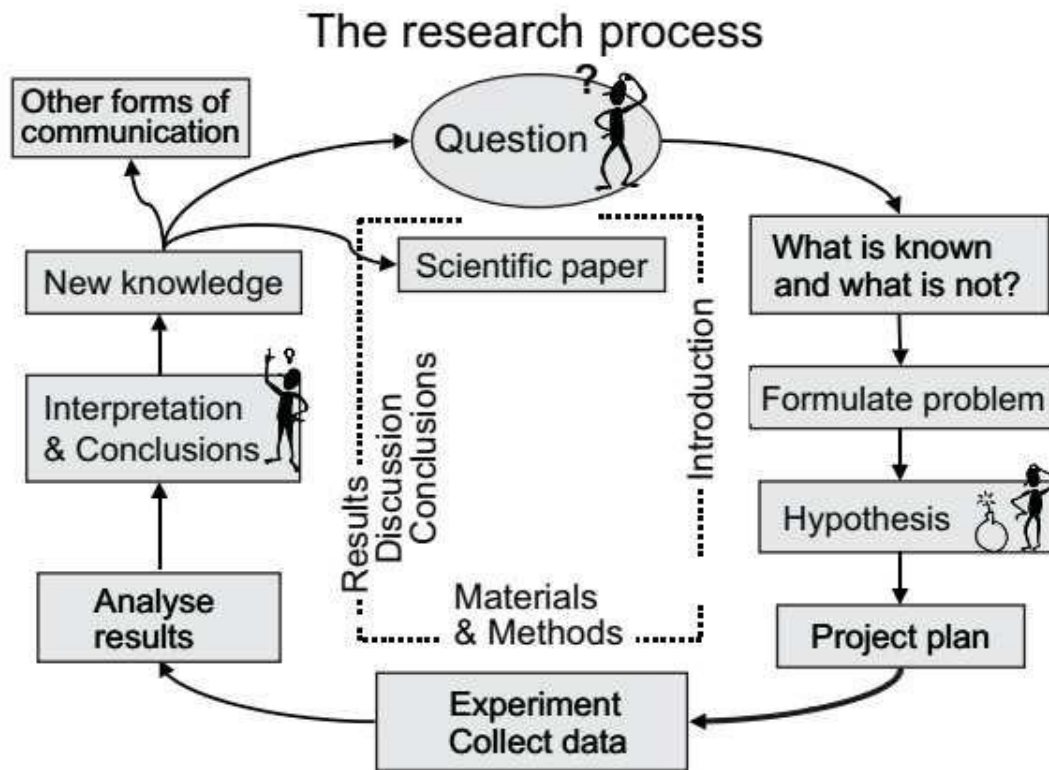 The research process
Other forms of
communication
?
Question
What is known
and what is not?
Scientific paper
New knowledge
Introduction
Formulate problem
Interpretation
& Conclusions
Results
Discussion
Conclusions
Hypothesis
Analyse
results
Materials
& Methods
Project plan
Experiment
Collect data